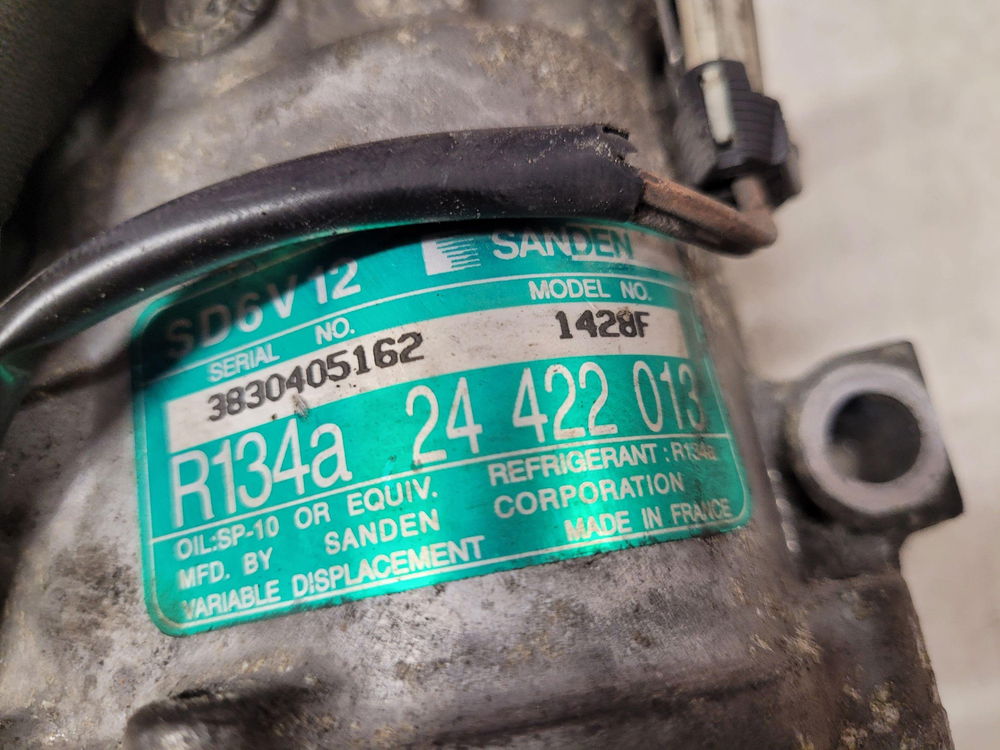 SD6V12 SANDEN
SERIAL NO. MODEL NO.
3830405162 1428F
R134a 24 422 013
OIL:SP-10 OR EQUIV. REFRIGERANT:R134a
MFD. BY SANDEN CORPORATION
VARIABLE DISPLACEMENT MADE IN FRANCE